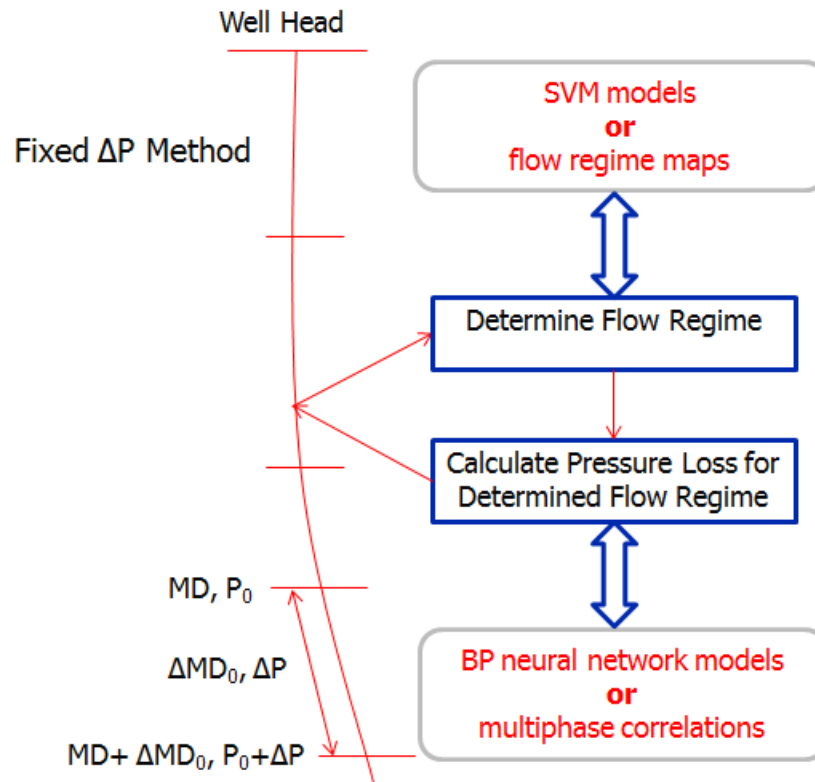 Well Head
Fixed ΔP Method
SVM models
or
flow regime maps
Determine Flow Regime
Calculate Pressure Loss for
Determined Flow Regime
MD, P₀
ΔMD₀, ΔP
MD+ ΔMD₀, P₀+ΔP
BP neural network models
or
multiphase correlations